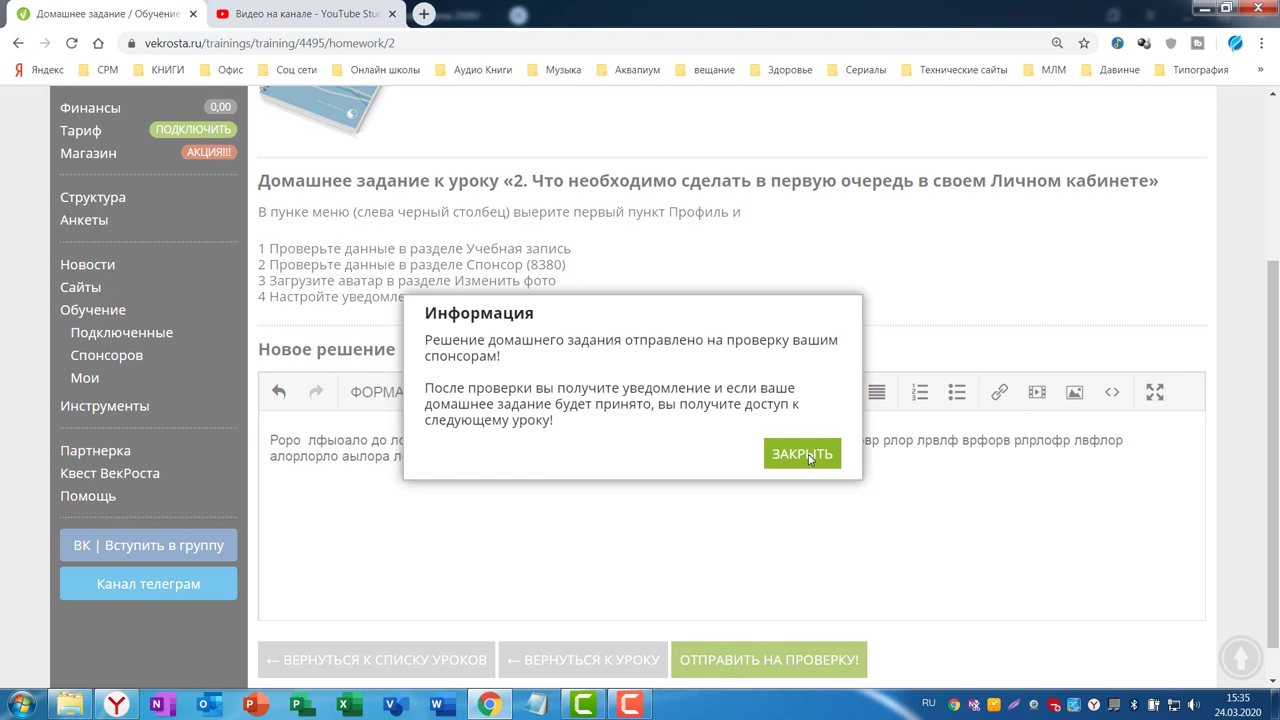 Домашнее задание / Обучение
Видео на канале - YouTube Stu
vekrosta.ru/trainings/training/4495/homework/2
Яндекс СРМ КНИГИ Офис Соц сети Онлайн школы Аудио Книги Музыка Аквапиум вещание Здоровье Сериалы Технические сайты МЛМ Давинче Типография »
Финансы 0,00
Тариф ПОДКЛЮЧИТЬ
Магазин АКЦИЯ!!!
Структура
Анкеты
Новости
Сайты
Обучение
Подключенные
Спонсоров
Мои
Инструменты
Партнерка
Квест ВекРоста
Помощь
ВК | Вступить в группу
Канал телеграм
Домашнее задание к уроку «2. Что необходимо сделать в первую очередь в своем Личном кабинете»
В пунке меню (слева черный столбец) выерите первый пункт Профиль и
1 Проверьте данные в разделе Учебная запись
2 Проверьте данные в разделе Спонсор (8380)
3 Загрузите аватар в разделе Изменить фото
4 Настройте уведомле
Новое решение
ФОРМА
Роро лфыоало до ло
вр рлор лрвлф врфорв рлрлофр лвфлор
алорлорло аылора л
Информация
Решение домашнего задания отправлено на проверку вашим
спонсорам!
После проверки вы получите уведомление и если ваше
домашнее задание будет принято, вы получите доступ к
следующему уроку!
ЗАКРЫТЬ
← ВЕРНУТЬСЯ К СПИСКУ УРОКОВ
← ВЕРНУТЬСЯ К УРОКУ
ОТПРАВИТЬ НА ПРОВЕРКУ!
RU
15:35
24.03.2020